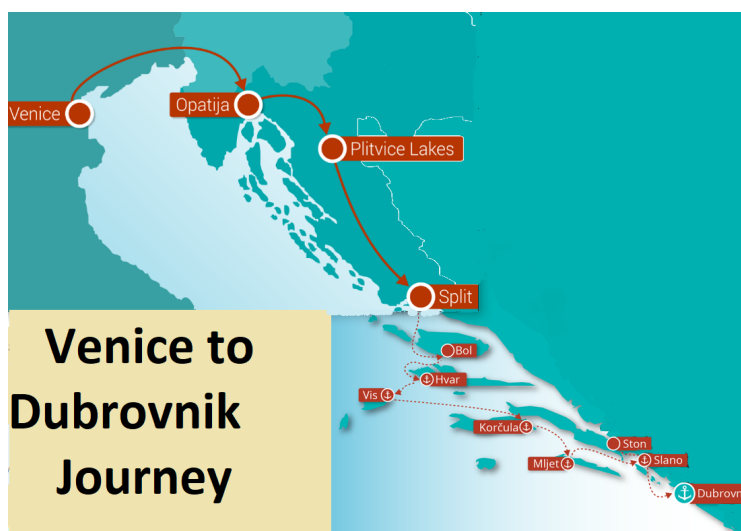 Venice
Opatija
Plitvice Lakes
Split
Bol
Hvar
Vis
Korčula
Ston
Mljet
Slano
Dubrovn
Venice to
Dubrovnik
Journey